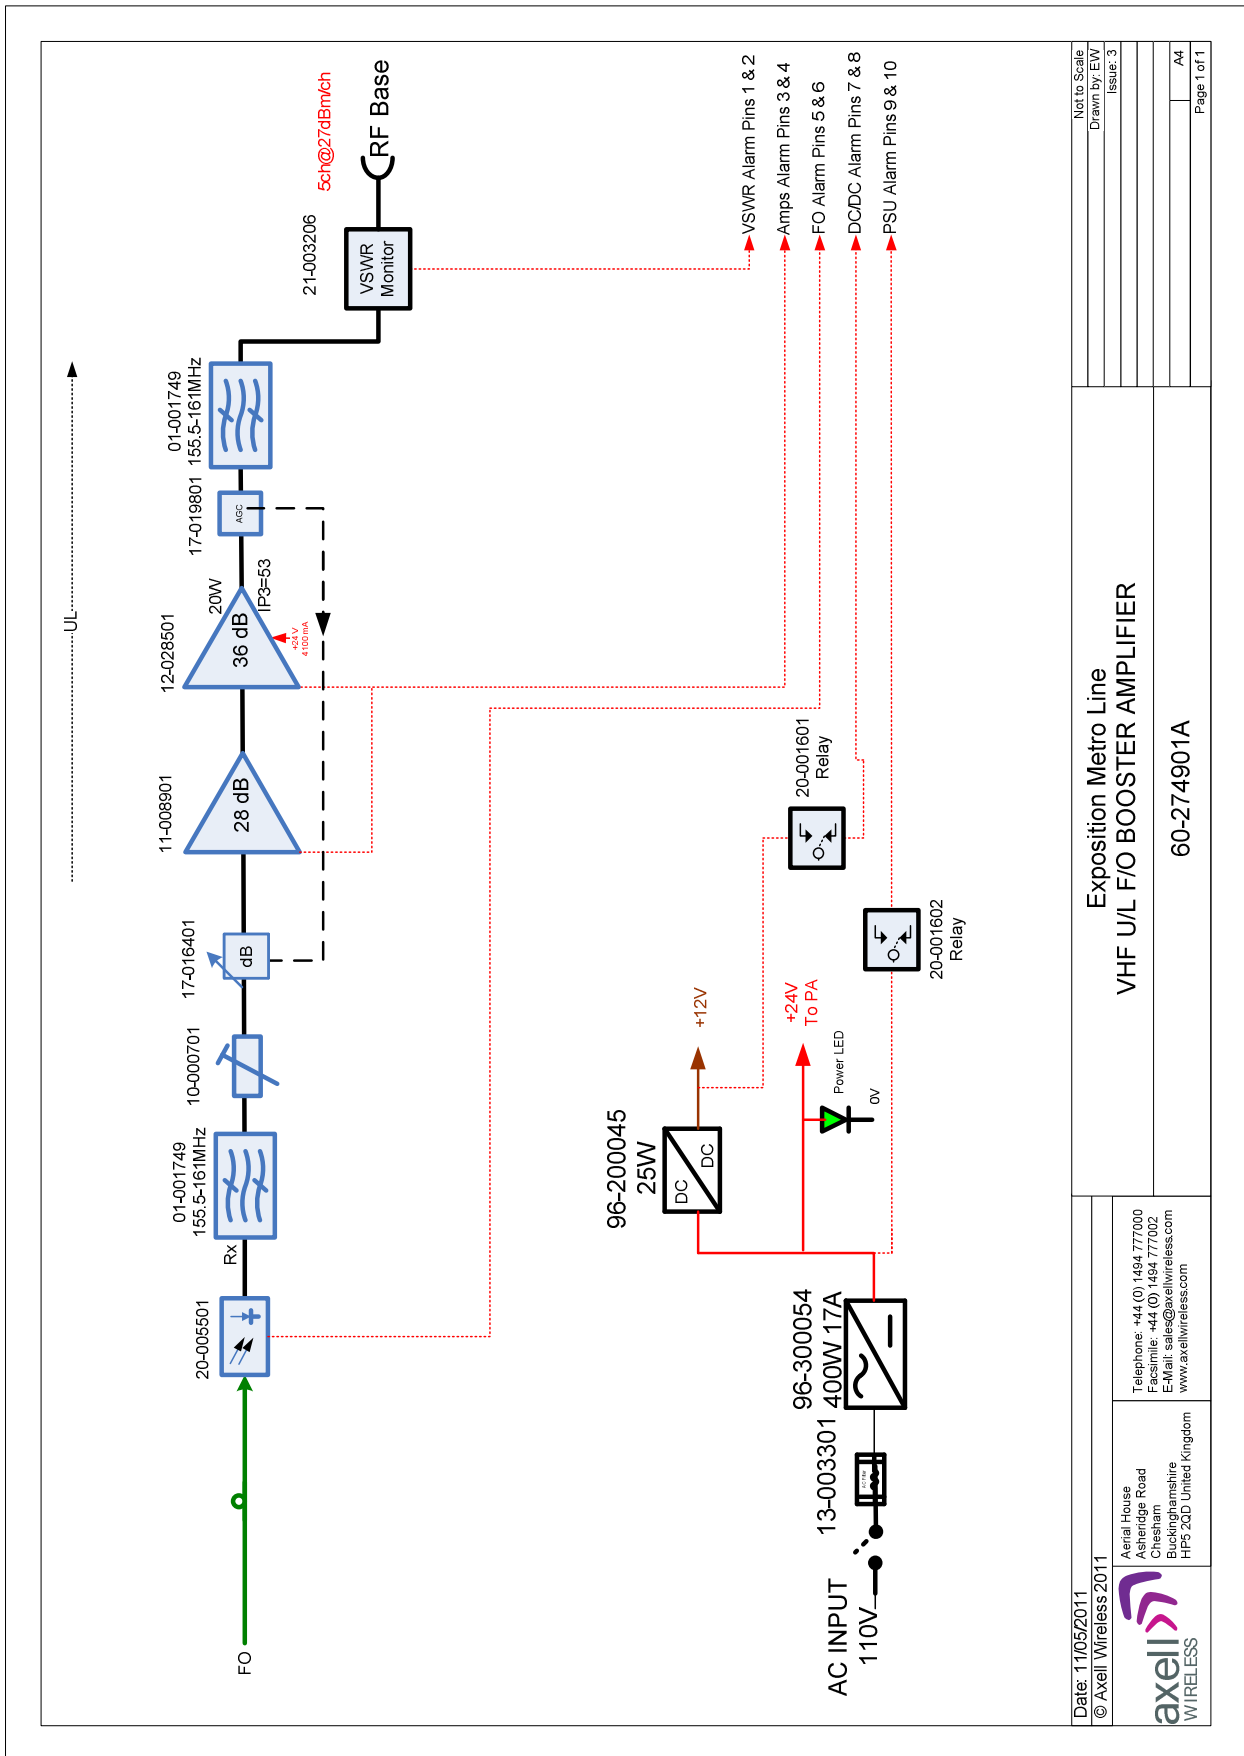 UL
20-005501
Rx
01-001749
155.5-161MHz
10-000701
17-016401
dB
11-008901
28 dB
12-028501
36 dB
20W
IP3=53
+24V
4100 mA
17-019801
AGC
01-001749
155.5-161MHz
21-003206
VSWR
Monitor
5ch@27dBm/ch
RF Base
FO
VSWR Alarm Pins 1 & 2
Amps Alarm Pins 3 & 4
FO Alarm Pins 5 & 6
DC/DC Alarm Pins 7 & 8
PSU Alarm Pins 9 & 10
96-200045
25W
DC
DC
+12V
20-001601
Relay
+24V
To PA
Power LED
0V
20-001602
Relay
96-300054
400W 17A
13-003301
AC Filter
AC INPUT
110V
Date: 11/05/2011
© Axell Wireless 2011
axell
WIRELESS
Aerial House
Asheridge Road
Chesham
Buckinghamshire
HP5 2QD United Kingdom
Telephone: +44 (0) 1494 777000
Facsimile: +44 (0) 1494 777002
E-Mail: sales@axellwireless.com
www.axellwireless.com
Exposition Metro Line
VHF U/L F/O BOOSTER AMPLIFIER
60-274901A
Not to Scale
Drawn by: EW
Issue: 3
A4
Page 1 of 1